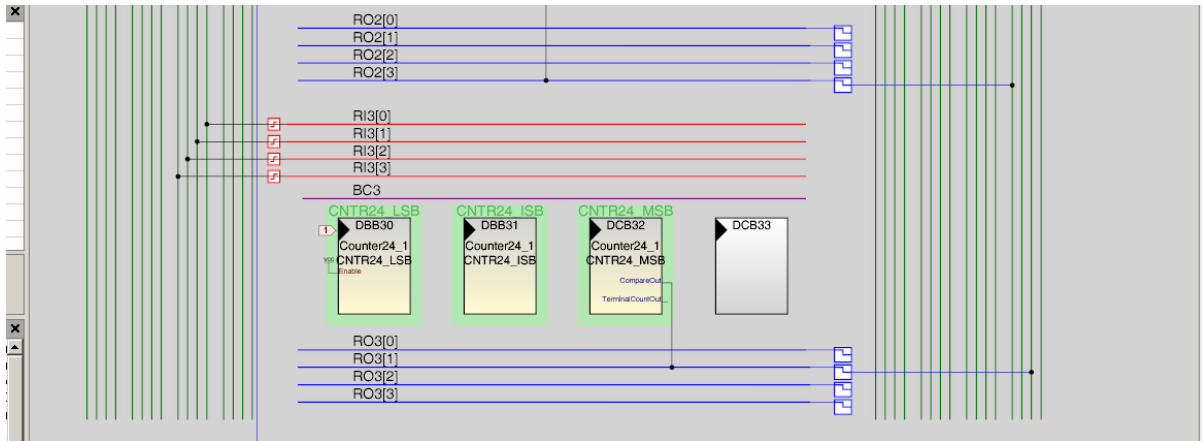 RO2[0]
RO2[1]
RO2[2]
RO2[3]
RI3[0]
RI3[1]
RI3[2]
RI3[3]
BC3
CNTR24_LSB CNTR24_ISB CNTR24_MSB
DBB30 DBB31 DCB32 DCB33
1
Counter24_1 Counter24_1 Counter24_1
CNTR24_LSB CNTR24_ISB CNTR24_MSB
VCC
Enable
CompareOut
TerminalCountOut
RO3[0]
RO3[1]
RO3[2]
RO3[3]